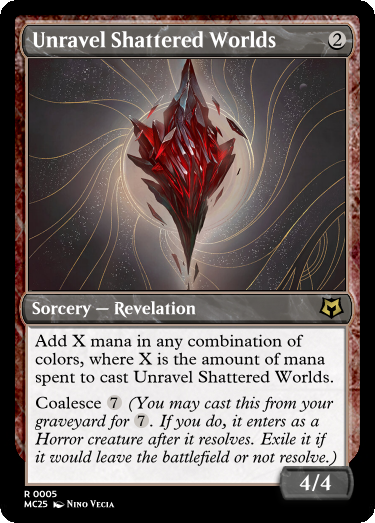 Unravel Shattered Worlds 2
Sorcery — Revelation
Add X mana in any combination of
colors, where X is the amount of mana
spent to cast Unravel Shattered Worlds.
Coalesce 7 (You may cast this from your
graveyard for 7. If you do, it enters as a
Horror creature after it resolves. Exile it if
it would leave the battlefield or not resolve.)
4/4
R 0005
MC25 Nino Vecia